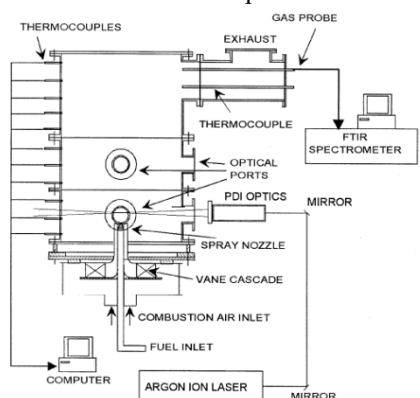 THERMOCOUPLES
EXHAUST
GAS PROBE
THERMOCOUPLE
FTIR
SPECTROMETER
OPTICAL
PORTS
PDI OPTICS
MIRROR
SPRAY NOZZLE
VANE CASCADE
COMBUSTION AIR INLET
FUEL INLET
COMPUTER
ARGON ION LASER
MIRROR